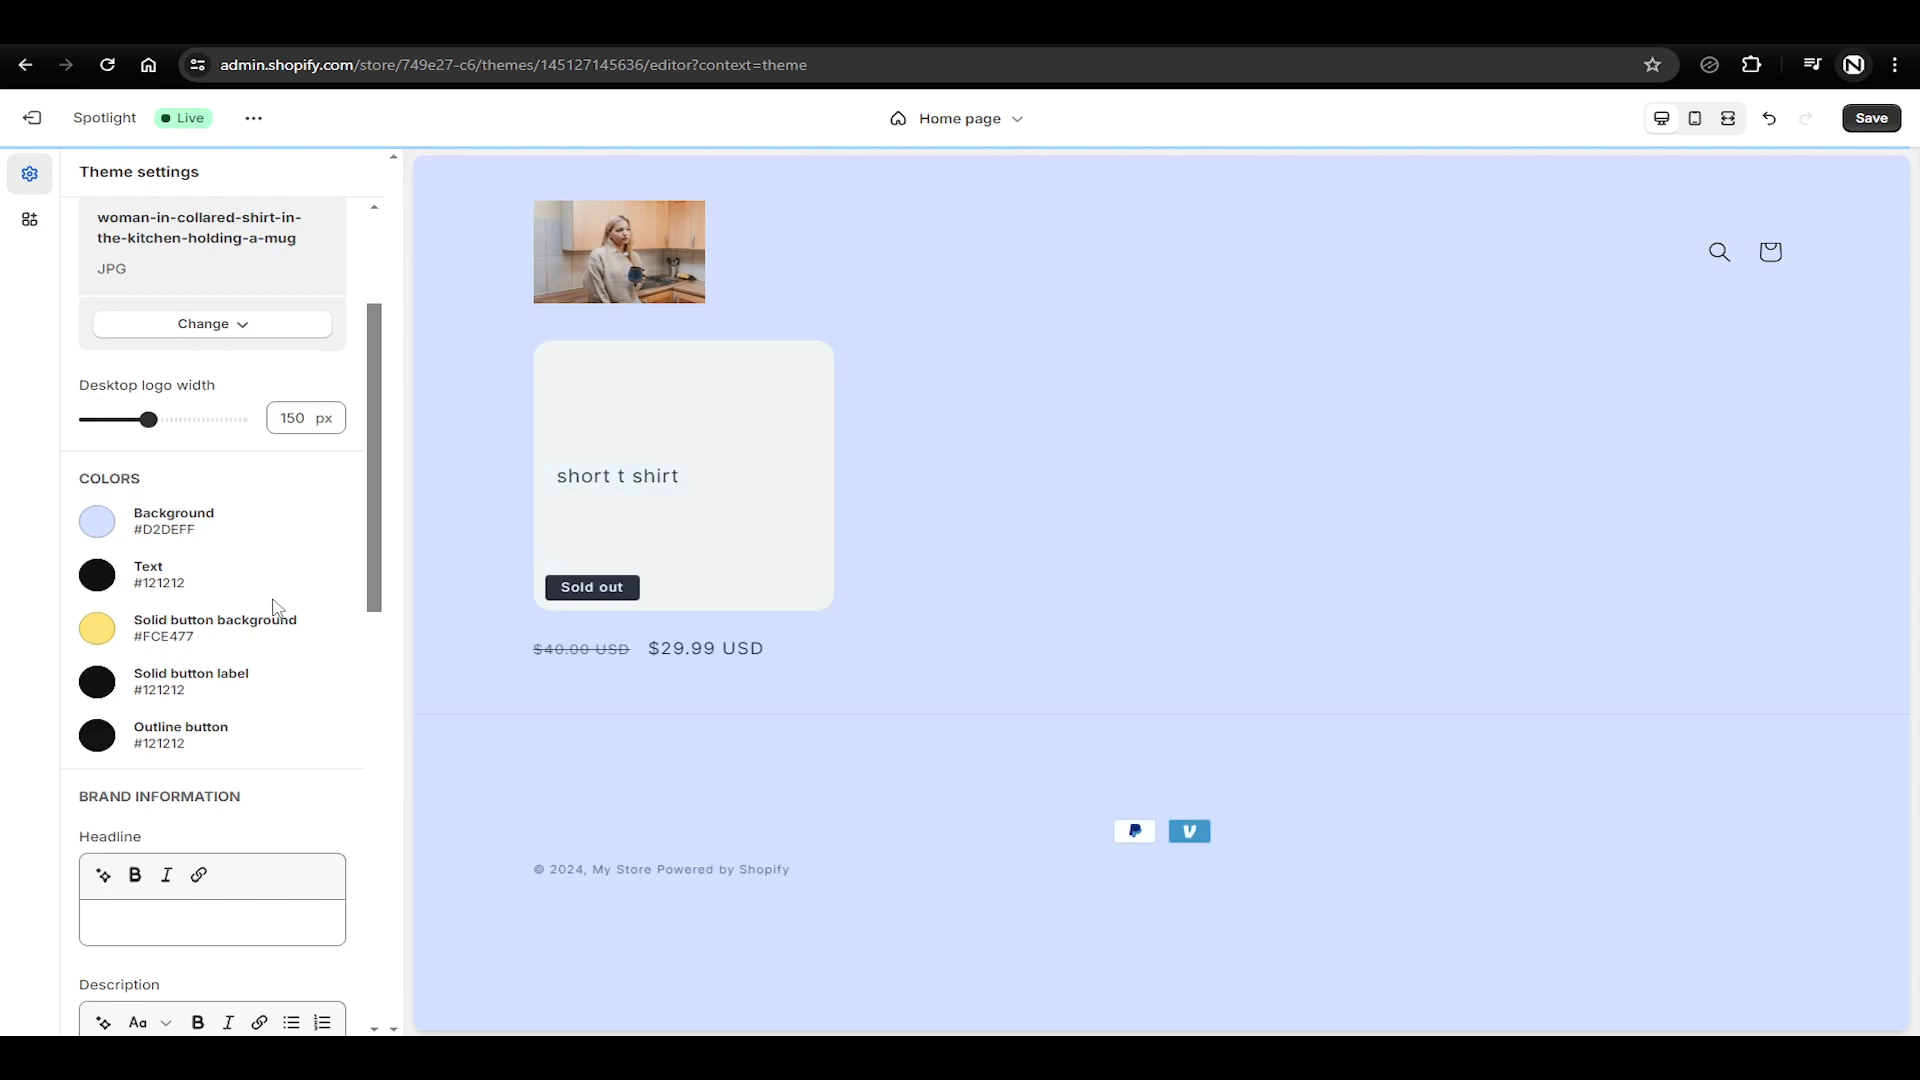 admin.shopify.com/store/749e27-c6/themes/145127145636/editor?context=theme
N
Spotlight
Live
Home page
Save
Theme settings
woman-in-collared-shirt-in-
the-kitchen-holding-a-mug
JPG
Change
Desktop logo width
150 px
COLORS
Background
#D2DEFF
Text
#121212
Solid button background
#FCE477
Solid button label
#121212
Outline button
#121212
BRAND INFORMATION
Headline
B I
Description
Aa B I
short t shirt
Sold out
$40.00 USD $29.99 USD
P V
© 2024, My Store Powered by Shopify